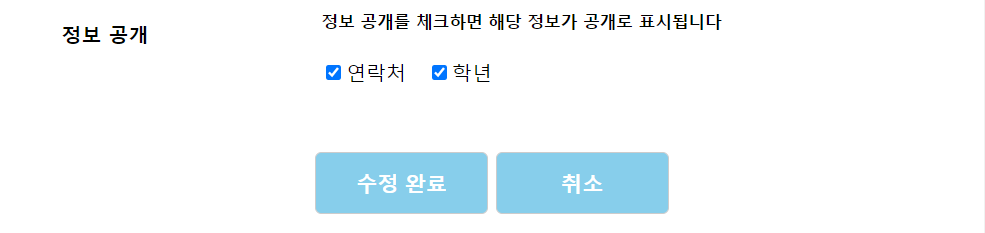 정보 공개를 체크하면 해당 정보가 공개로 표시됩니다
정보 공개
연락처 학년
수정 완료 취소